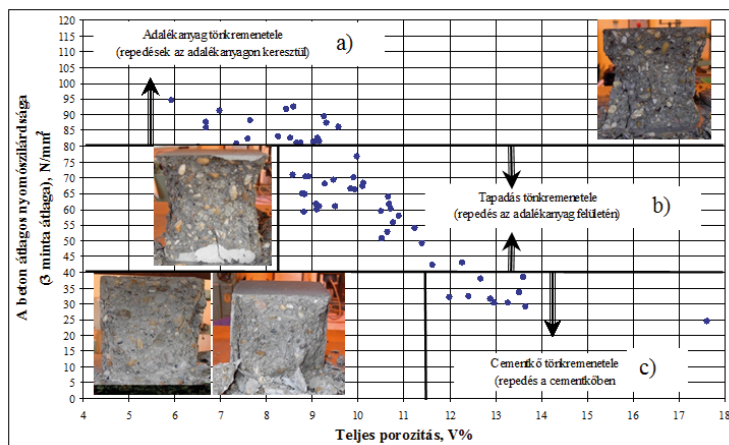 Adalékanyag tönkremenetele
(repedések az adalékanyagon keresztül)
a)
Tapadás tönkremenetele
(repedés az adalékanyag felületén)
b)
Cementkő tönkremenetele
(repedés a cementkőben
c)
A beton átlagos nyomószilárdsága
(3 minta átlaga), N/mm²
120
115
110
105
100
95
90
85
80
75
70
65
60
55
50
45
40
35
30
25
20
15
10
5
0
4 5 6 7 8 9 10 11 12 13 14 15 16 17 18
Teljes porozitás, V%